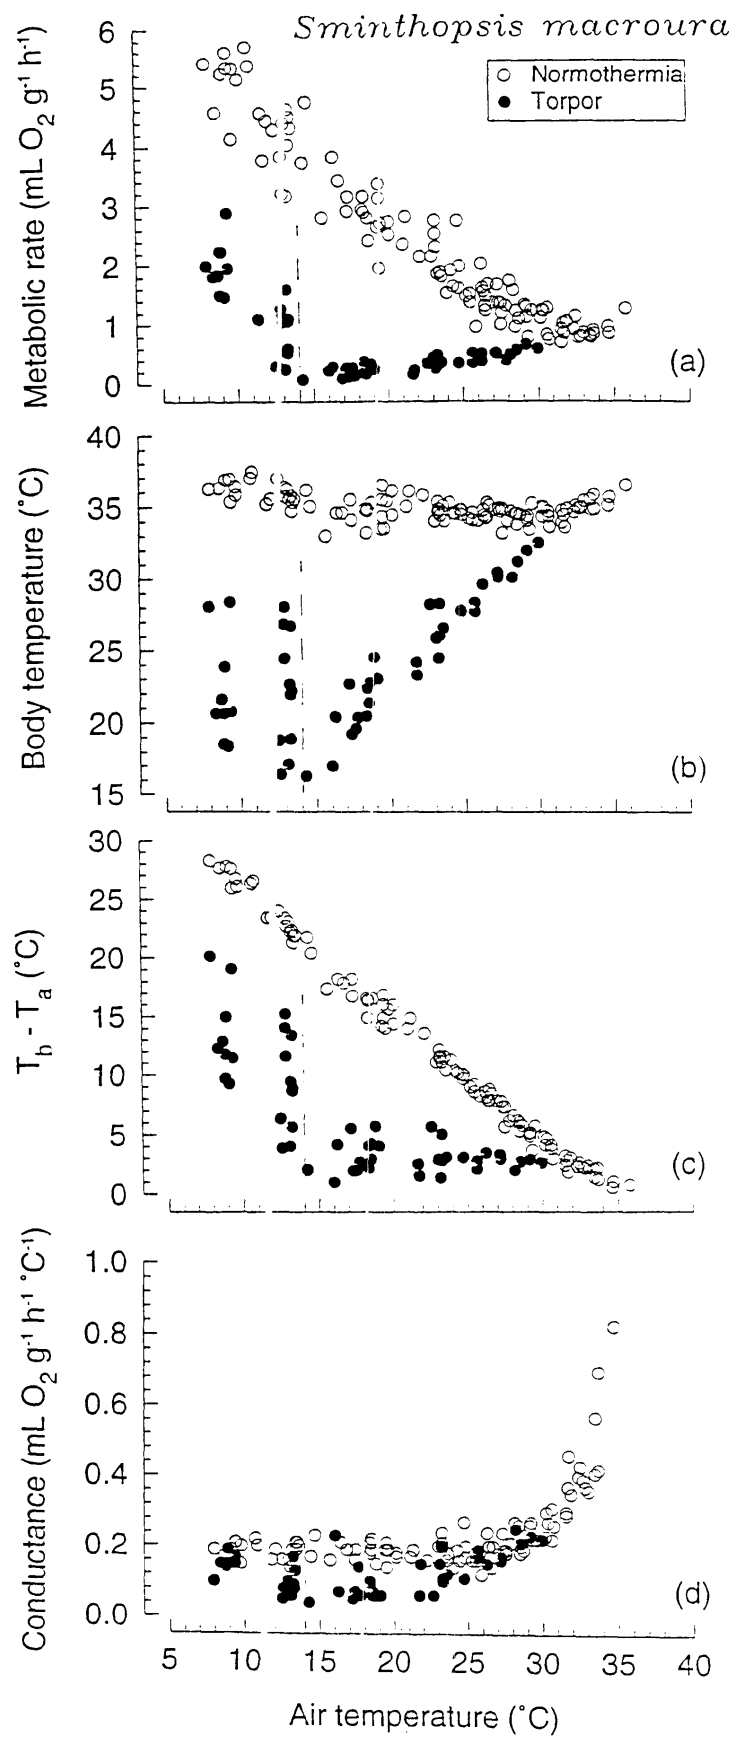 Sminthopsis macroura
Normothermia
Torpor
Metabolic rate (mL O2 g-1 h-1)
6
5
4
3
2
1
0
(a)
Body temperature (°C)
40
35
30
25
20
15
(b)
Tb - Ta (°C)
30
25
20
15
10
5
0
(c)
Conductance (mL O2 g-1 h-1 °C-1)
1.0
0.8
0.6
0.4
0.2
0.0
(d)
5 10 15 20 25 30 35 40
Air temperature (°C)